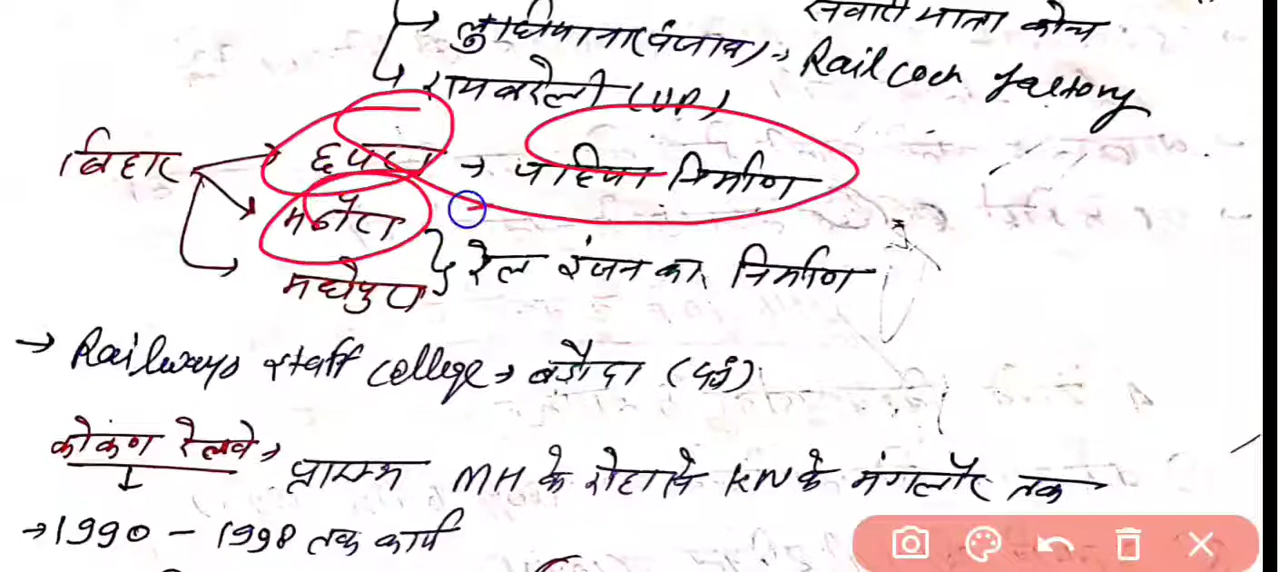 सवारी माता कोच
→ लुधियाना (पंजाब) → Rail Coch factory
→ रायबरेली (UP)
बिहार → छपरा → पहिया निर्माण
→ मढौरा
→ मधेपुरा } रेल इंजन का निर्माण
→ Railways staff college → बडौदा (
कोंकण रेलवे → प्रारम्भ MH के रोहा से KN के मंगलौर तक
→ 1990 - 1998 तक कार्य